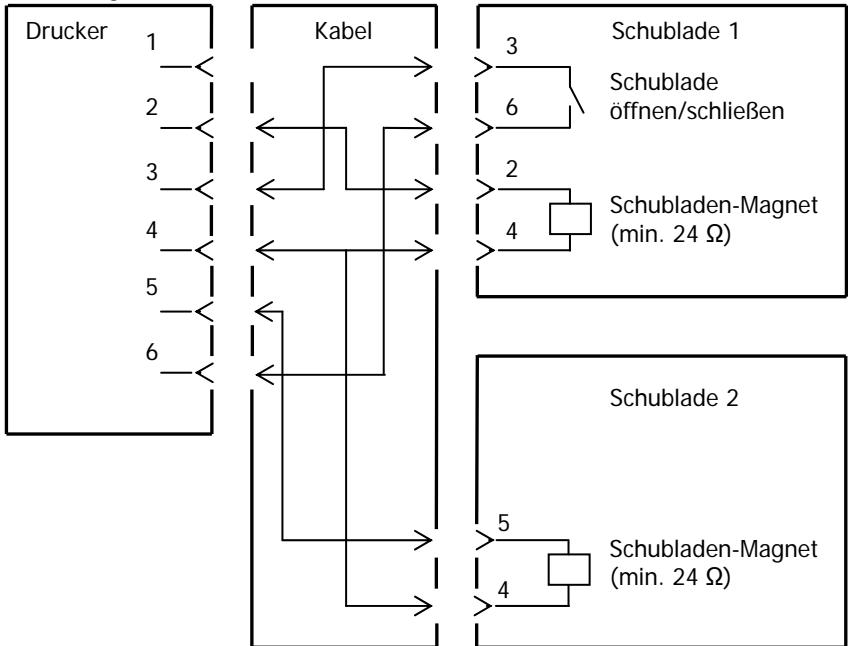 Drucker
1
2
3
4
5
6
Kabel
Schublade 1
3
Schublade
öffnen/schließen
6
2
Schubladen-Magnet
(min. 24 Ω)
4
Schublade 2
5
Schubladen-Magnet
(min. 24 Ω)
4